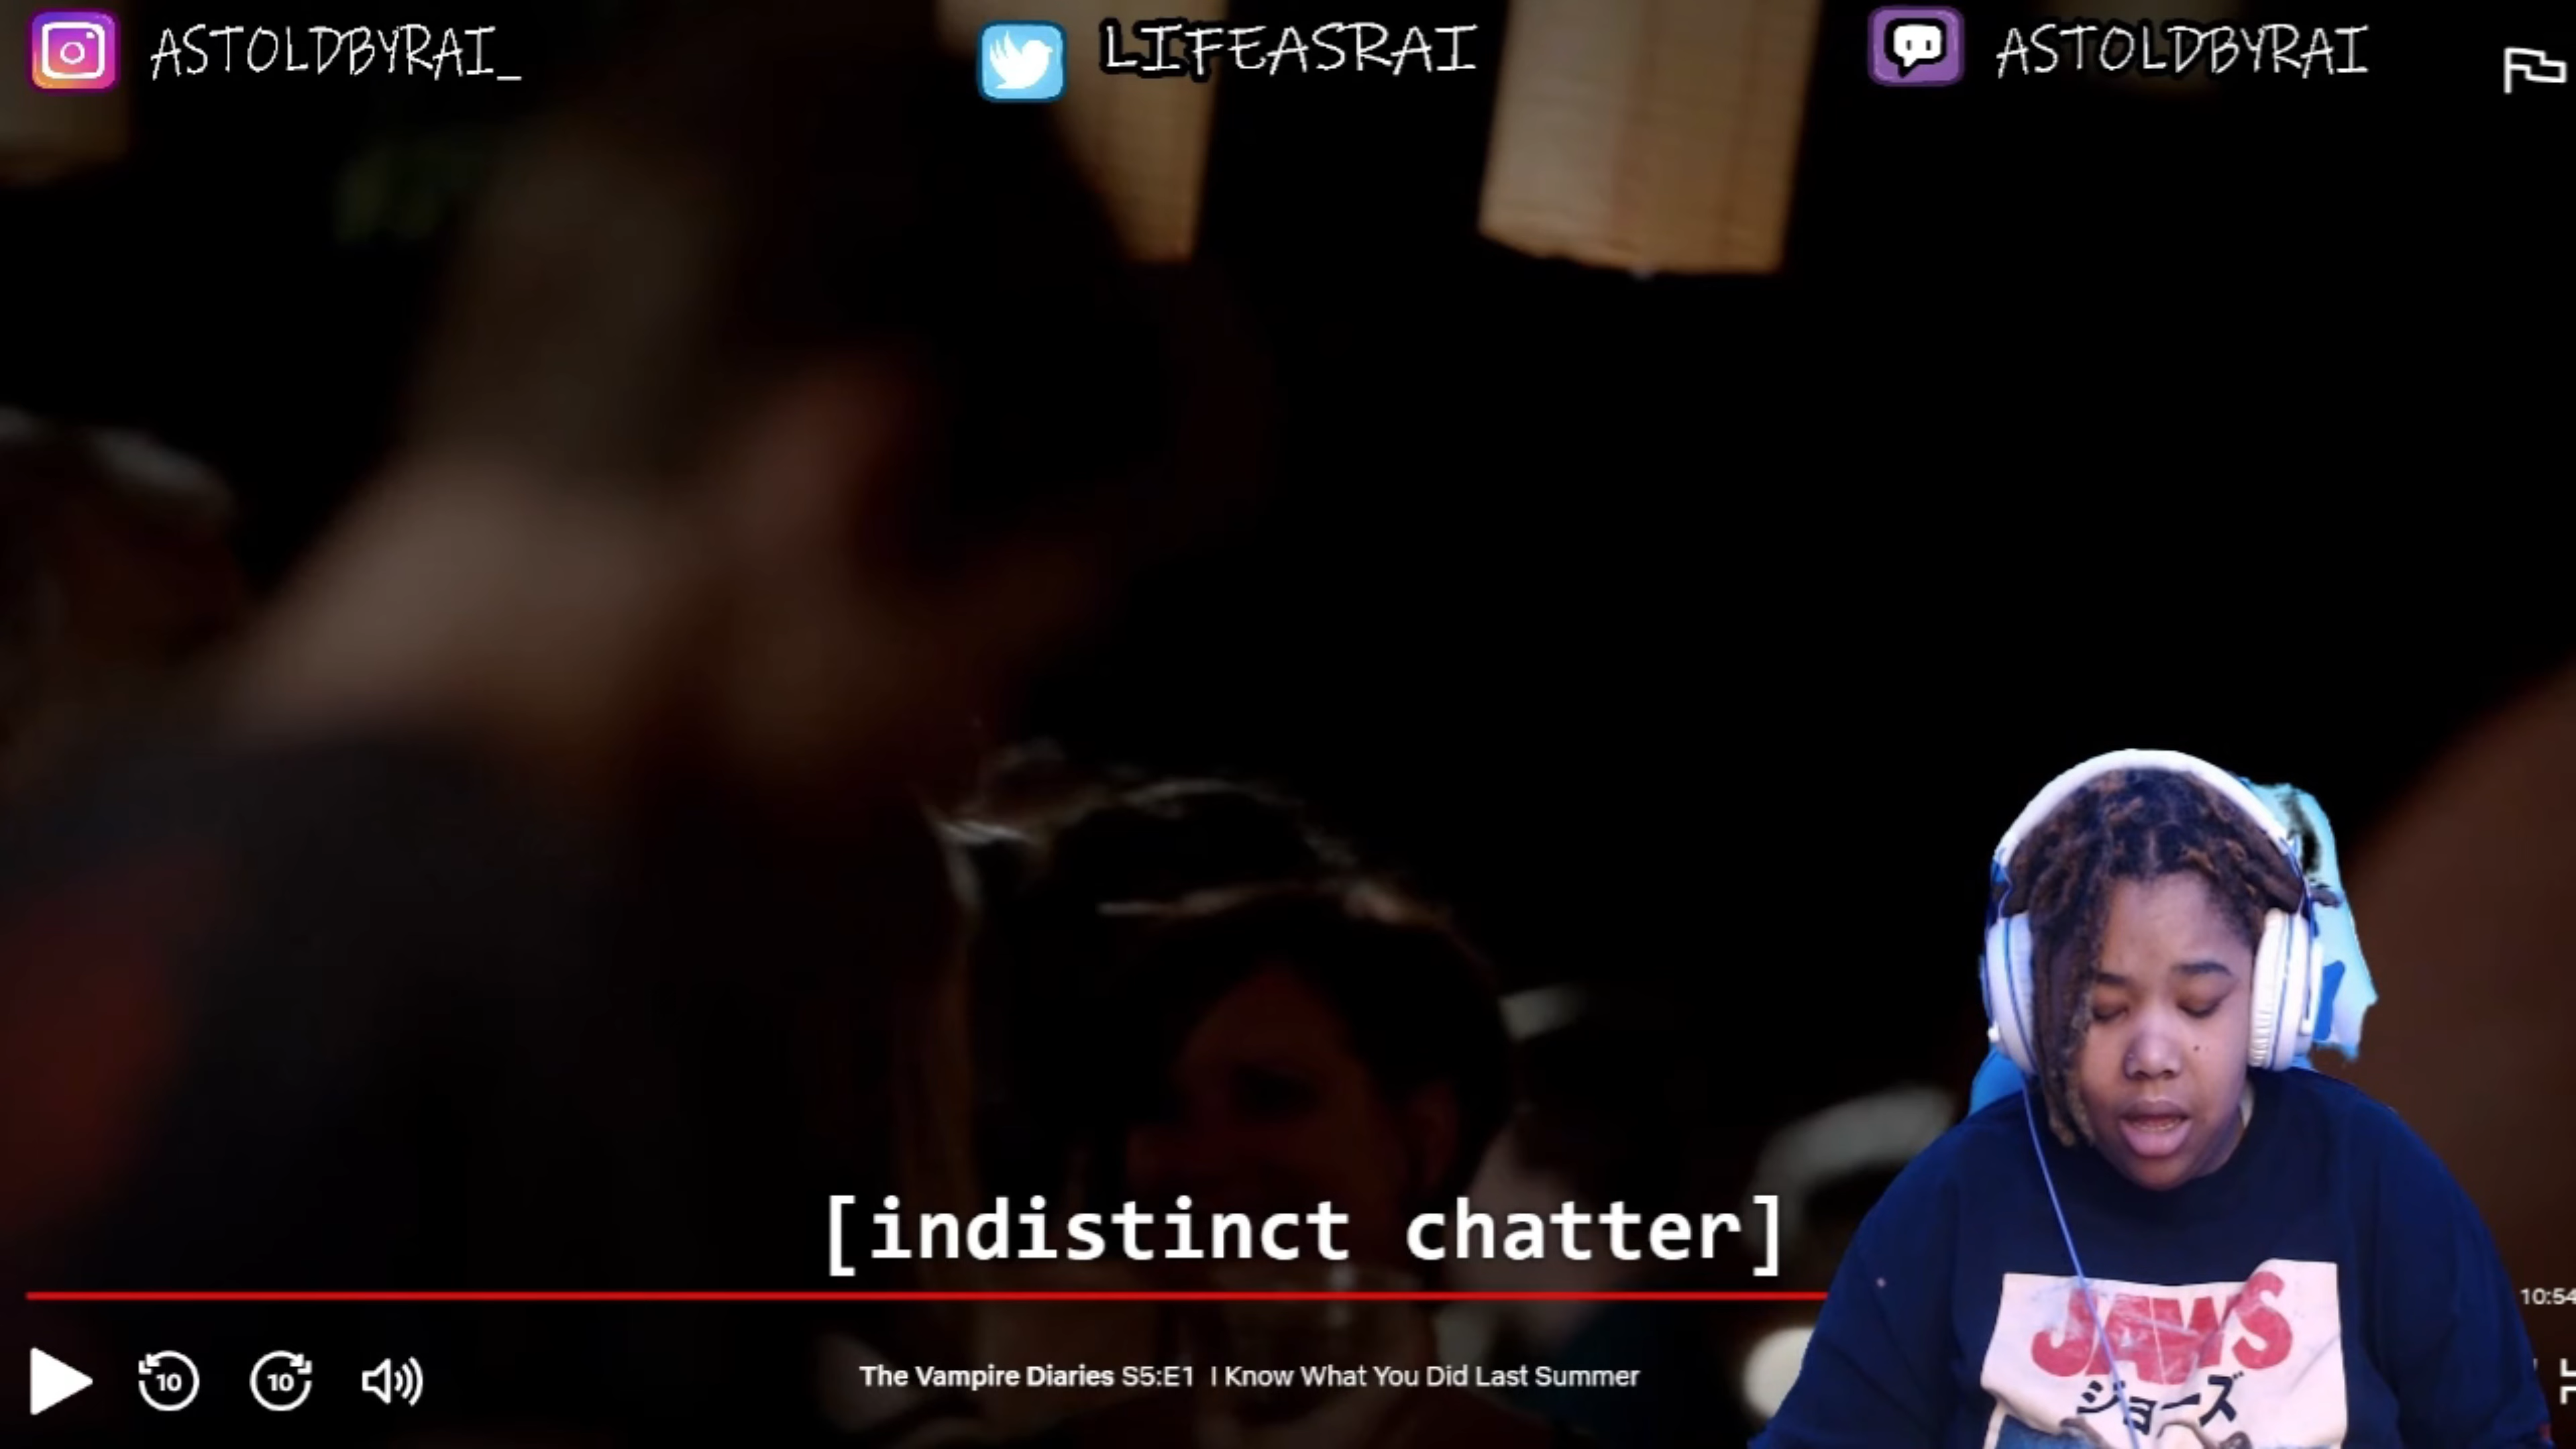 ASTOLDBYRAI_
LIFEASRAI
ASTOLDBYRAI
[indistinct chatter]
10:54
10
10
The Vampire Diaries S5:E1 I Know What You Did Last Summer
JAWS
ジョーズ